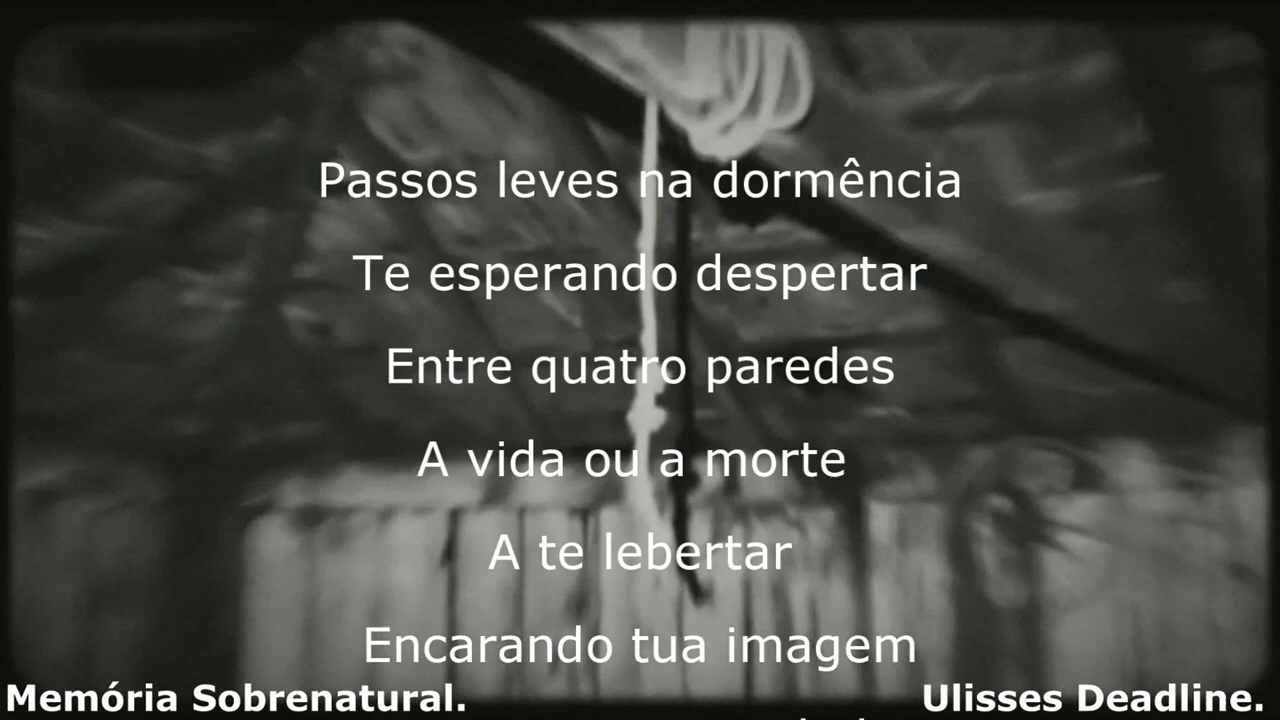 Passos leves na dormência
Te esperando despertar
Entre quatro paredes
A vida ou a morte
A te lebertar
Encarando tua imagem
Memória Sobrenatural.
Ulisses Deadline.